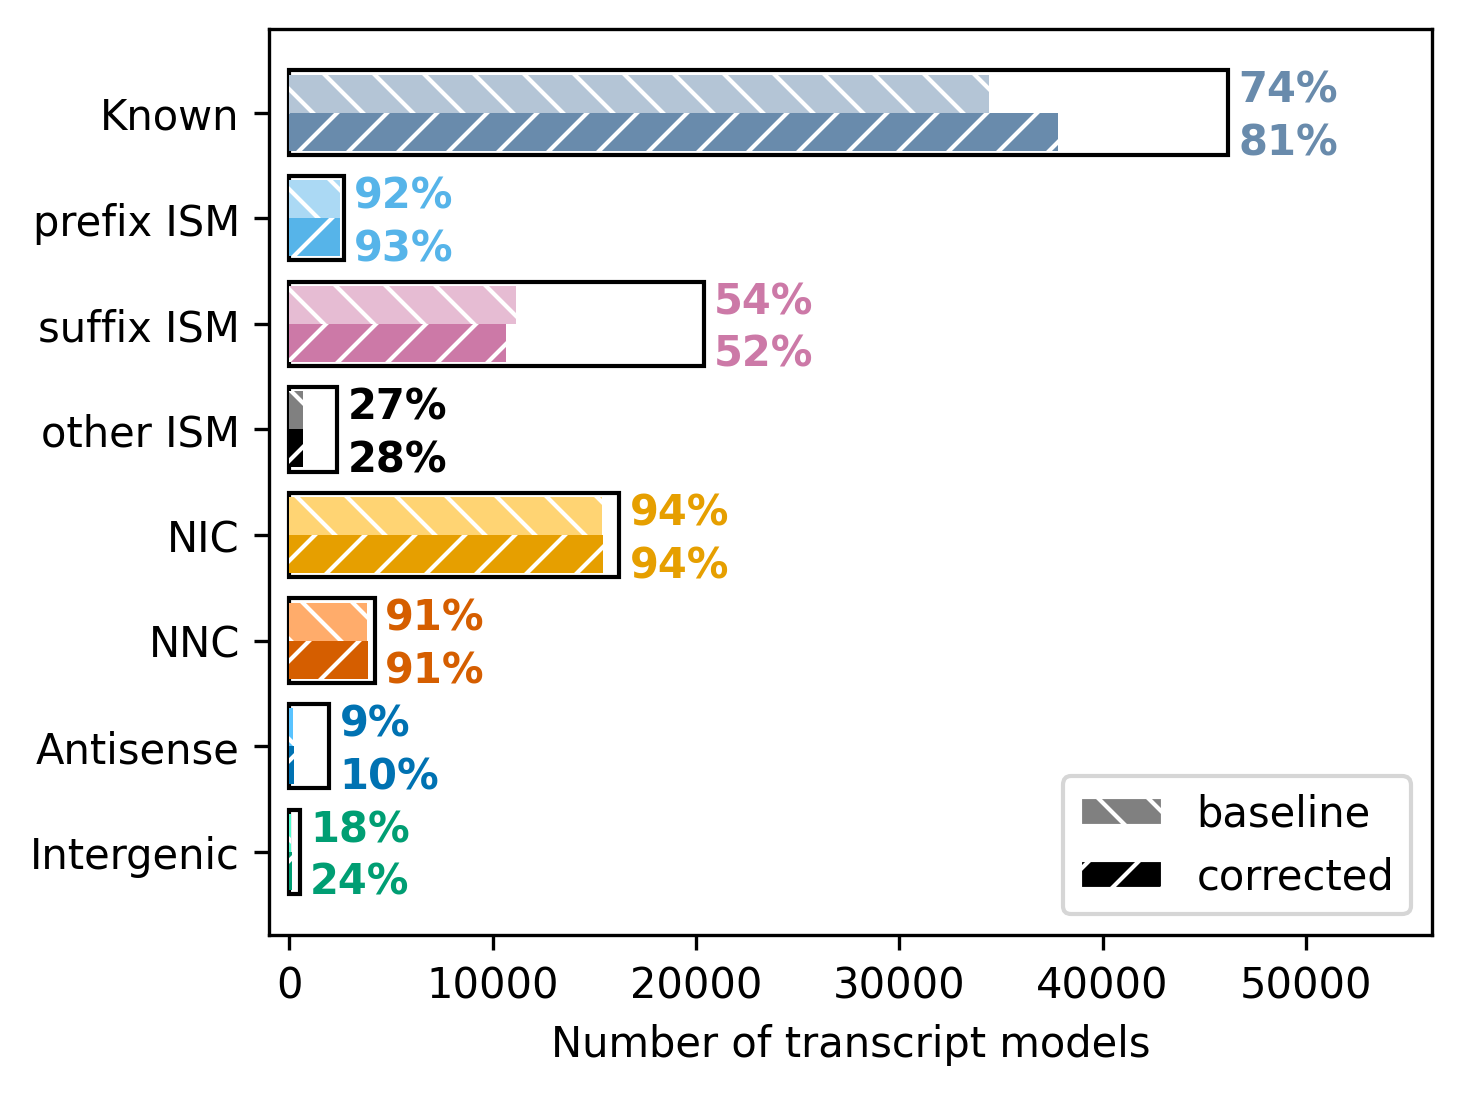 Known
74%
81%
prefix ISM
92%
93%
suffix ISM
54%
52%
other ISM
27%
28%
NIC
94%
94%
NNC
91%
91%
Antisense
9%
10%
Intergenic
18%
24%
baseline
corrected
0 10000 20000 30000 40000 50000
Number of transcript models